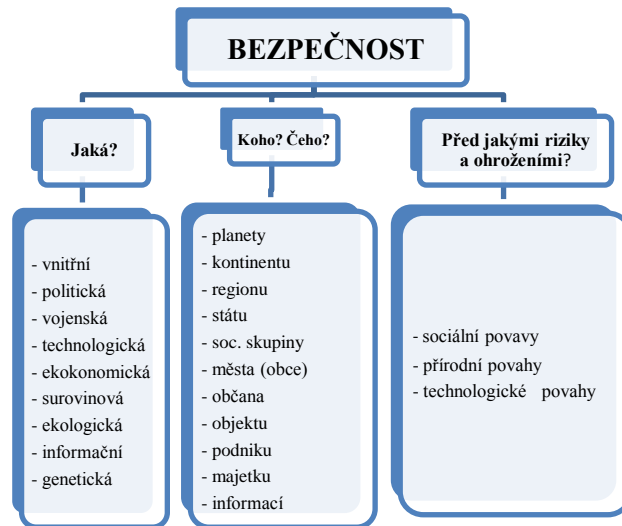 BEZPEČNOST
Jaká?
Koho? Čeho?
Před jakými riziky
a ohroženími?
- vnitřní
- politická
- vojenská
- technologická
- ekokonomická
- surovinová
- ekologická
- informační
- genetická
- planety
- kontinentu
- regionu
- státu
- soc. skupiny
- města (obce)
- občana
- objektu
- podniku
- majetku
- informací
- sociální povavy
- přírodní povahy
- technologické povahy